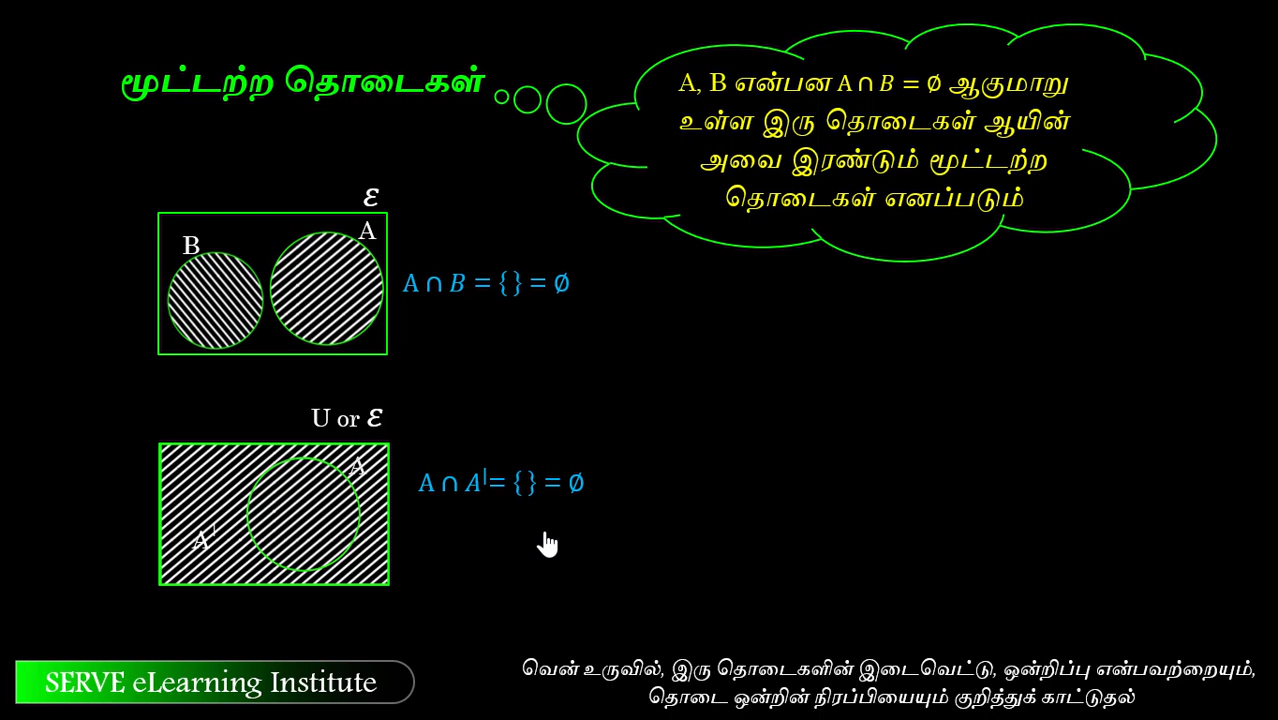 மூட்டற்ற தொடைகள்
A, B என்பன A ∩ B = ∅ ஆகுமாறு
உள்ள இரு தொடைகள் ஆயின்
அவை இரண்டும் மூட்டற்ற
தொடைகள் எனப்படும்
ε
A
B
A ∩ B = { } = ∅
U or ε
A
A ∩ A|= { } = ∅
A|
SERVE eLearning Institute
வென் உருவில், இரு தொடைகளின் இடைவெட்டு, ஒன்றிப்பு என்பவற்றையும்,
தொடை ஒன்றின் நிரப்பியையும் குறித்துக் காட்டுதல்